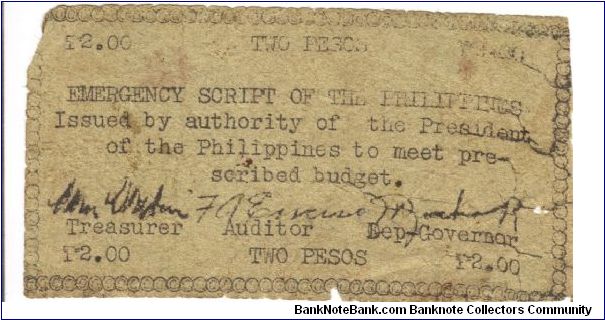 ₱2.00 TWO PESOS
EMERGENCY SCRIPT OF THE PHILIPPINES
Issued by authority of the President
of the Philippines to meet pre-
scribed budget.
Treasurer Auditor Dep-Governor
₱2.00 TWO PESOS ₱2.00
BankNoteBank.com Banknote Collectors Community